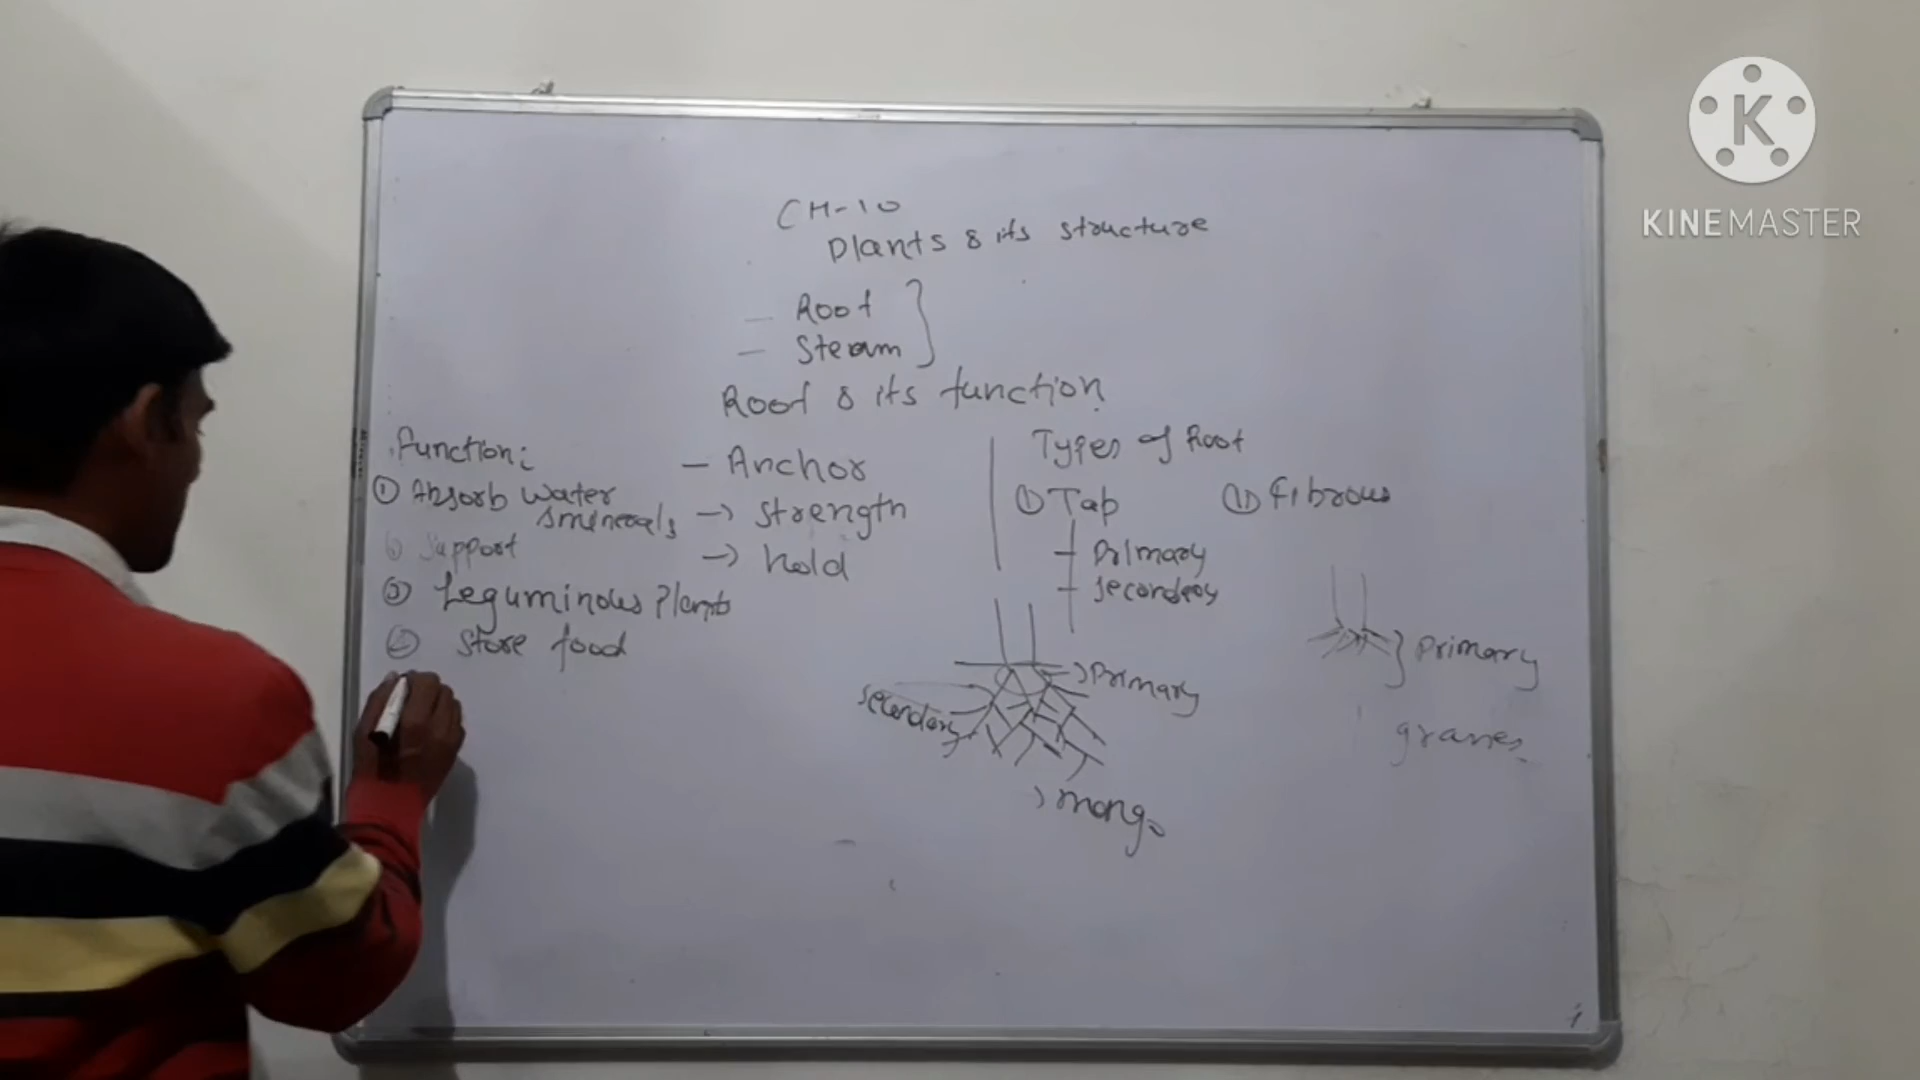 CH-10
Plants & its structure
- Root
- Steam
Root & its function
Function:
① Absorb water
& minerals
Support
③ Leguminous Plants
④ Store food
- Anchor
→ Strength
→ hold
Types of Root
① Tap
Primary
Secondary
Primary
Secondary
Mango
② Fibrous
Primary
K
KINEMASTER